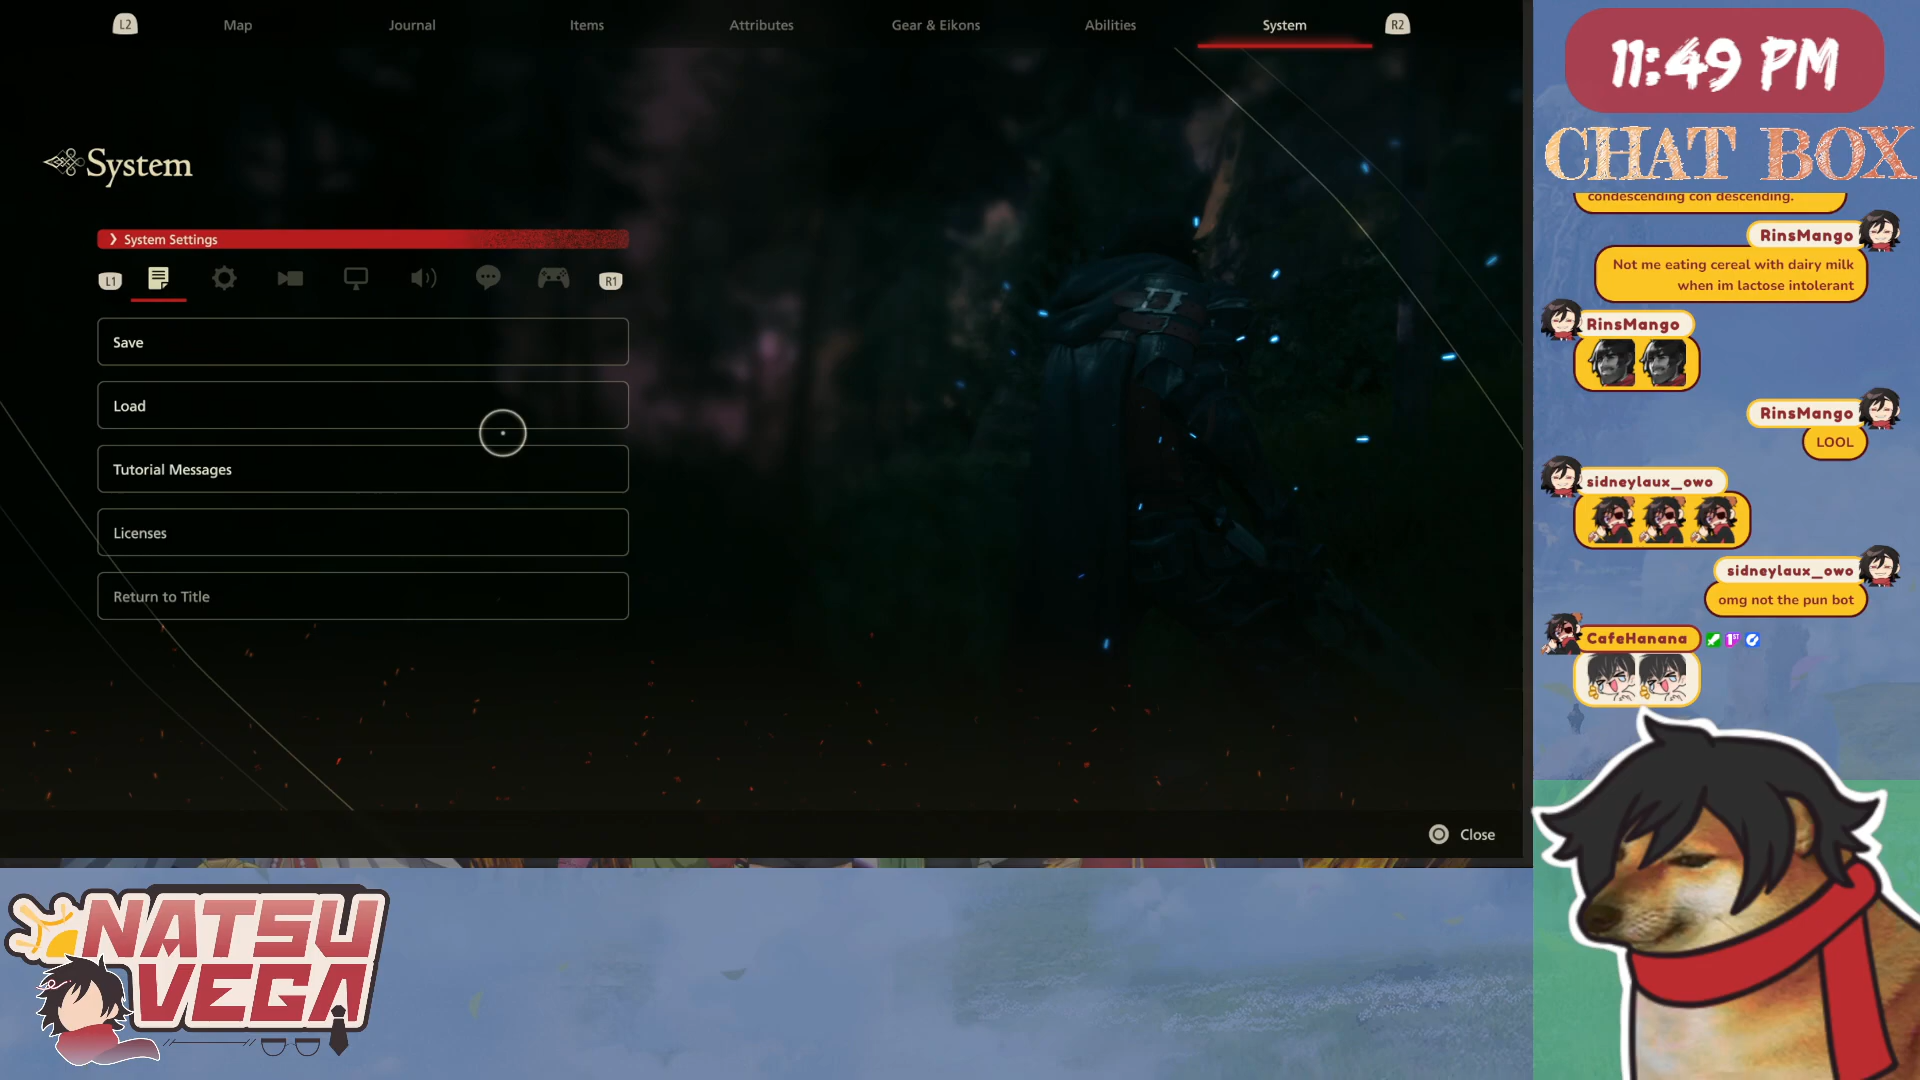 L2
Map
Journal
Items
Attributes
Gear & Eikons
Abilities
System
R2
System
System Settings
L1
R1
Save
Load
Tutorial Messages
Licenses
Return to Title
Close
11:49 PM
CHAT BOX
condescending con descending.
RinsMango
Not me eating cereal with dairy milk
when im lactose intolerant
RinsMango
RinsMango
LOOL
sidneylaux_owo
sidneylaux_owo
omg not the pun bot
CafeHanana
1ST
NATSU
VEGA